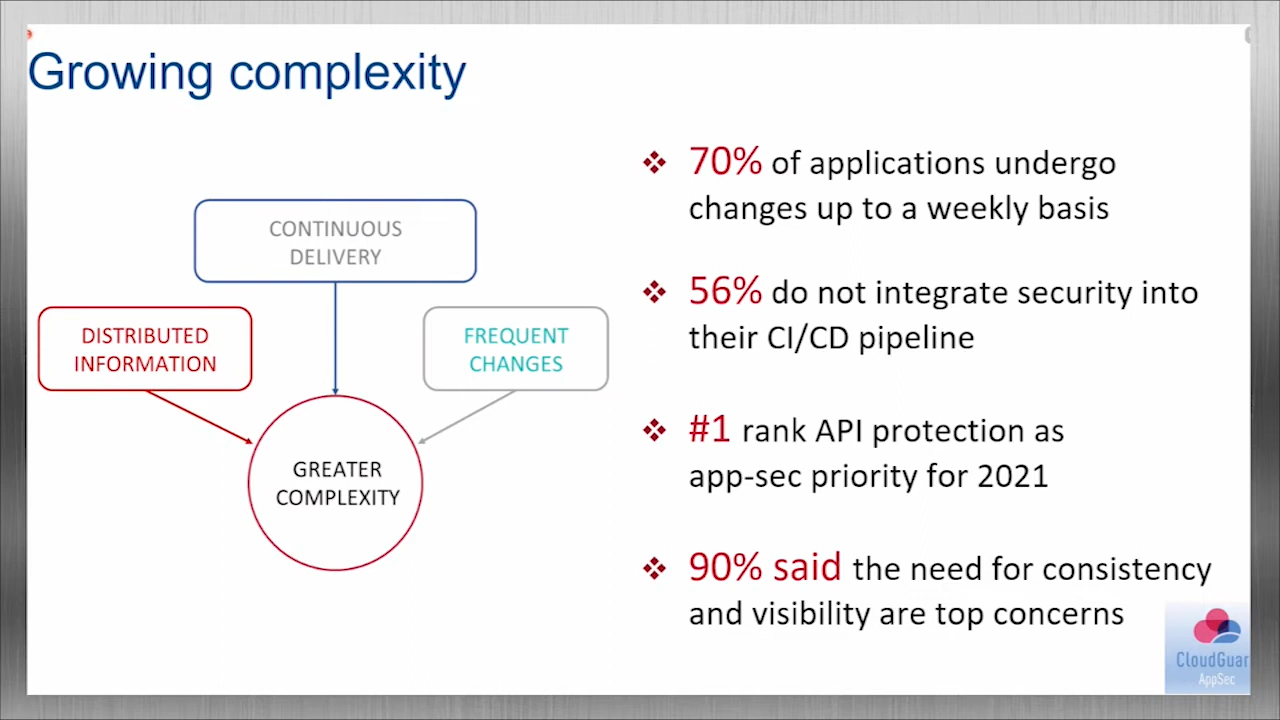 Growing complexity
CONTINUOUS
DELIVERY
DISTRIBUTED
INFORMATION
FREQUENT
CHANGES
GREATER
COMPLEXITY
70% of applications undergo
changes up to a weekly basis
56% do not integrate security into
their CI/CD pipeline
#1 rank API protection as
app-sec priority for 2021
90% said the need for consistency
and visibility are top concerns
CloudGuar
AppSec